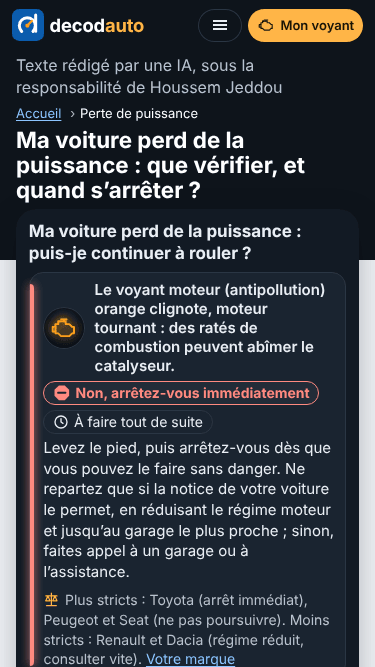 decodauto
Mon voyant
Texte rédigé par une IA, sous la
responsabilité de Houssem Jeddou
Accueil › Perte de puissance
Ma voiture perd de la
puissance : que vérifier, et
quand s’arrêter ?
Ma voiture perd de la puissance :
puis-je continuer à rouler ?
Le voyant moteur (antipollution)
orange clignote, moteur
tournant : des ratés de
combustion peuvent abîmer le
catalyseur.
Non, arrêtez-vous immédiatement
À faire tout de suite
Levez le pied, puis arrêtez-vous dès que
vous pouvez le faire sans danger. Ne
repartez que si la notice de votre voiture
le permet, en réduisant le régime moteur
et jusqu’au garage le plus proche ; sinon,
faites appel à un garage ou à
l’assistance.
Plus stricts : Toyota (arrêt immédiat),
Peugeot et Seat (ne pas poursuivre). Moins
stricts : Renault et Dacia (régime réduit,
consulter vite). Votre marque